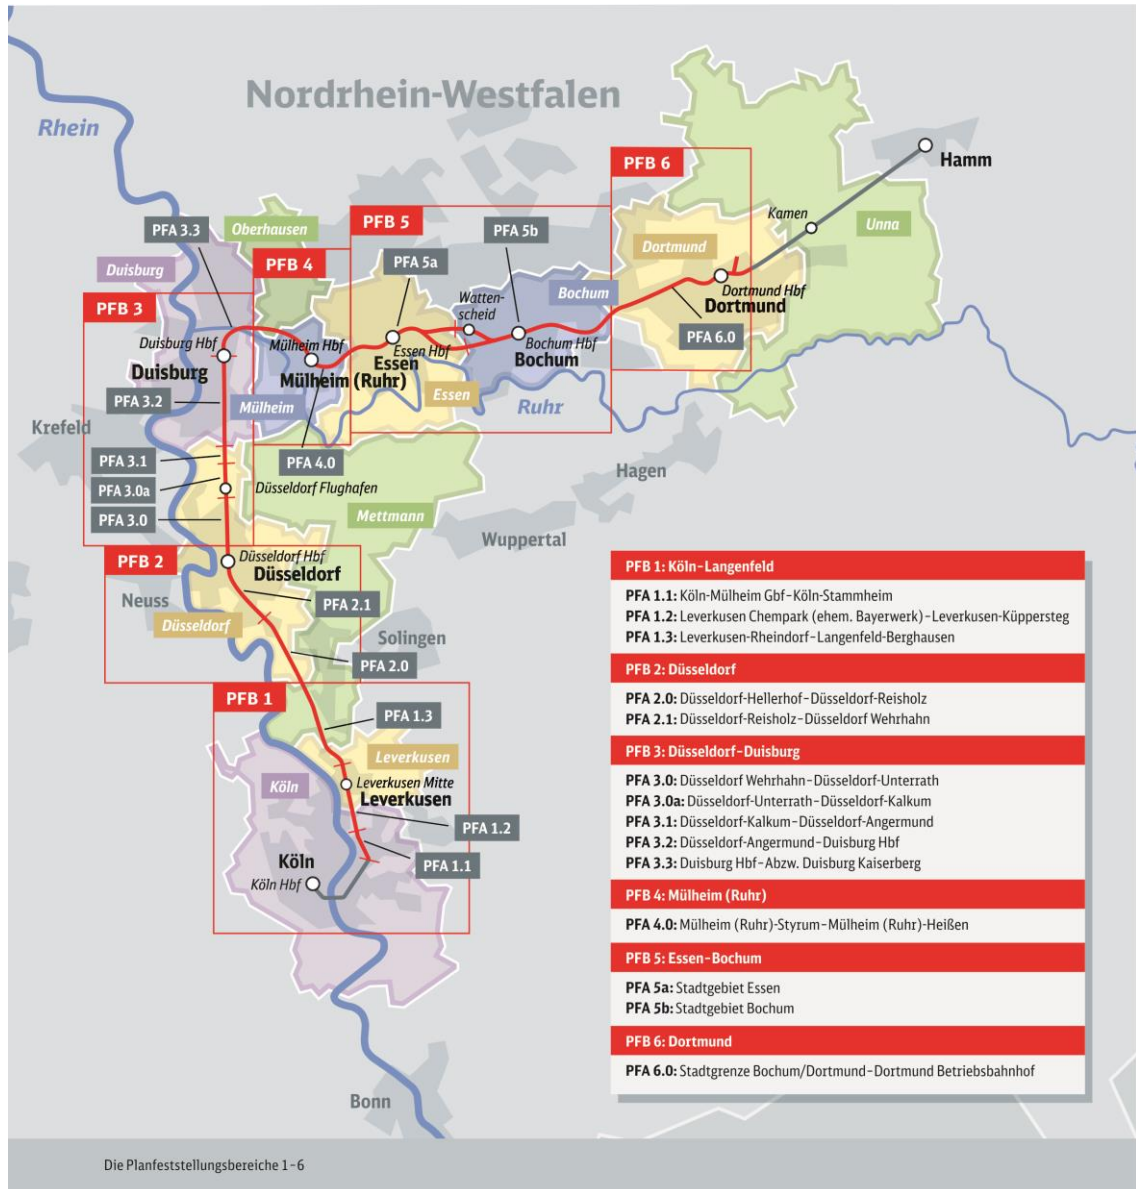 Nordrhein-Westfalen
Rhein
PFB 6
Hamm
PFB 5
Kamen
Oberhausen
PFA 3.3
PFA 5b
Unna
PFB 4
PFA 5a
Dortmund
Duisburg
Watten-
scheid
Bochum
Dortmund Hbf
Dortmund
PFB 3
Duisburg Hbf
Mülheim Hbf
Essen Hbf
Bochum Hbf
PFA 6.0
Duisburg
Mülheim (Ruhr)
Essen
Bochum
PFA 3.2
Mülheim
Essen
Ruhr
Krefeld
PFA 3.1
PFA 4.0
Hagen
PFA 3.0a
Düsseldorf Flughafen
PFA 3.0
Mettmann
Wuppertal
PFB 2
Düsseldorf Hbf
Düsseldorf
Neuss
PFA 2.1
Düsseldorf
Solingen
PFA 2.0
PFB 1
PFA 1.3
Leverkusen
Köln
Leverkusen Mitte
Leverkusen
PFA 1.2
Köln
PFA 1.1
Köln Hbf
Bonn
PFB 1: Köln–Langenfeld
PFA 1.1: Köln-Mülheim Gbf–Köln-Stammheim
PFA 1.2: Leverkusen Chempark (ehem. Bayerwerk)–Leverkusen-Küppersteg
PFA 1.3: Leverkusen-Rheindorf–Langenfeld-Berghausen
PFB 2: Düsseldorf
PFA 2.0: Düsseldorf-Hellerhof–Düsseldorf-Reisholz
PFA 2.1: Düsseldorf-Reisholz–Düsseldorf Wehrhahn
PFB 3: Düsseldorf–Duisburg
PFA 3.0: Düsseldorf Wehrhahn–Düsseldorf-Unterrath
PFA 3.0a: Düsseldorf-Unterrath–Düsseldorf-Kalkum
PFA 3.1: Düsseldorf-Kalkum–Düsseldorf-Angermund
PFA 3.2: Düsseldorf-Angermund–Duisburg Hbf
PFA 3.3: Duisburg Hbf–Abzw. Duisburg Kaiserberg
PFB 4: Mülheim (Ruhr)
PFA 4.0: Mülheim (Ruhr)-Styrum–Mülheim (Ruhr)-Heißen
PFB 5: Essen–Bochum
PFA 5a: Stadtgebiet Essen
PFA 5b: Stadtgebiet Bochum
PFB 6: Dortmund
PFA 6.0: Stadtgrenze Bochum/Dortmund–Dortmund Betriebsbahnhof
Die Planfeststellungsbereiche 1–6